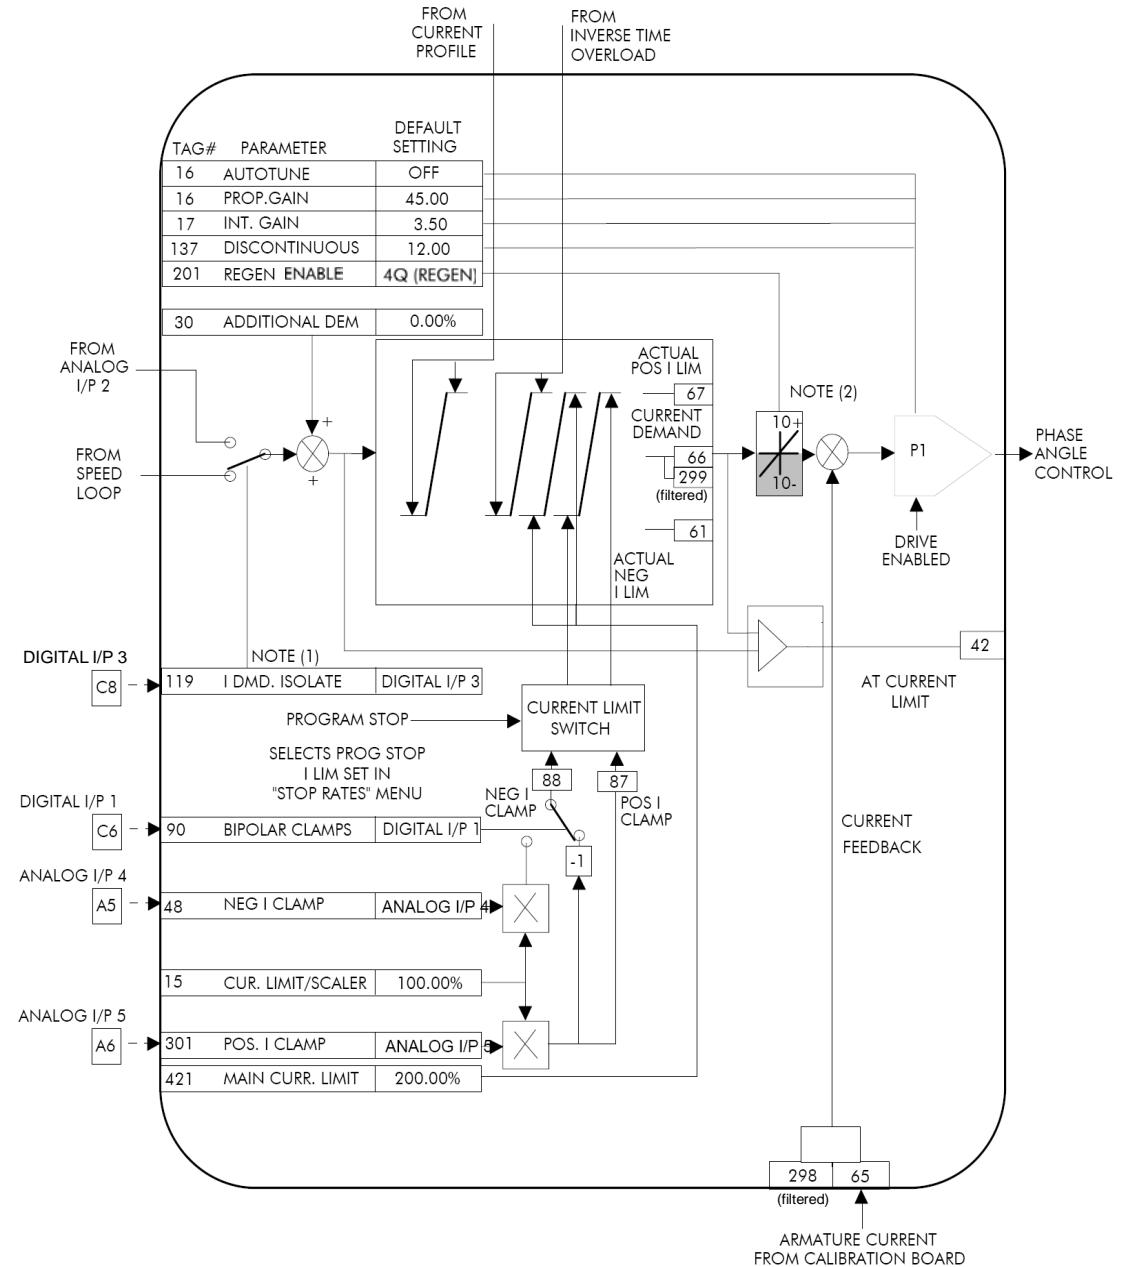 FROM
CURRENT
PROFILE
FROM
INVERSE TIME
OVERLOAD
DEFAULT
TAG# PARAMETER SETTING
16 AUTOTUNE OFF
16 PROP.GAIN 45.00
17 INT. GAIN 3.50
137 DISCONTINUOUS 12.00
201 REGEN ENABLE 4Q (REGEN)
30 ADDITIONAL DEM 0.00%
FROM
ANALOG
I/P 2
FROM
SPEED
LOOP
+
+
ACTUAL
POS I LIM
67
CURRENT
DEMAND
66
299
(filtered)
61
ACTUAL
NEG
I LIM
NOTE (2)
10+
10-
P1
PHASE
ANGLE
CONTROL
DRIVE
ENABLED
42
AT CURRENT
LIMIT
NOTE (1)
DIGITAL I/P 3
C8
119 I DMD. ISOLATE DIGITAL I/P 3
PROGRAM STOP
CURRENT LIMIT
SWITCH
SELECTS PROG STOP
I LIM SET IN
"STOP RATES" MENU
88
87
NEG I
CLAMP
POS I
CLAMP
DIGITAL I/P 1
C6
90 BIPOLAR CLAMPS DIGITAL I/P 1
-1
CURRENT
FEEDBACK
ANALOG I/P 4
A5
48 NEG I CLAMP ANALOG I/P 4
15 CUR. LIMIT/SCALER 100.00%
ANALOG I/P 5
A6
301 POS. I CLAMP ANALOG I/P 5
421 MAIN CURR. LIMIT 200.00%
298 65
(filtered)
ARMATURE CURRENT
FROM CALIBRATION BOARD